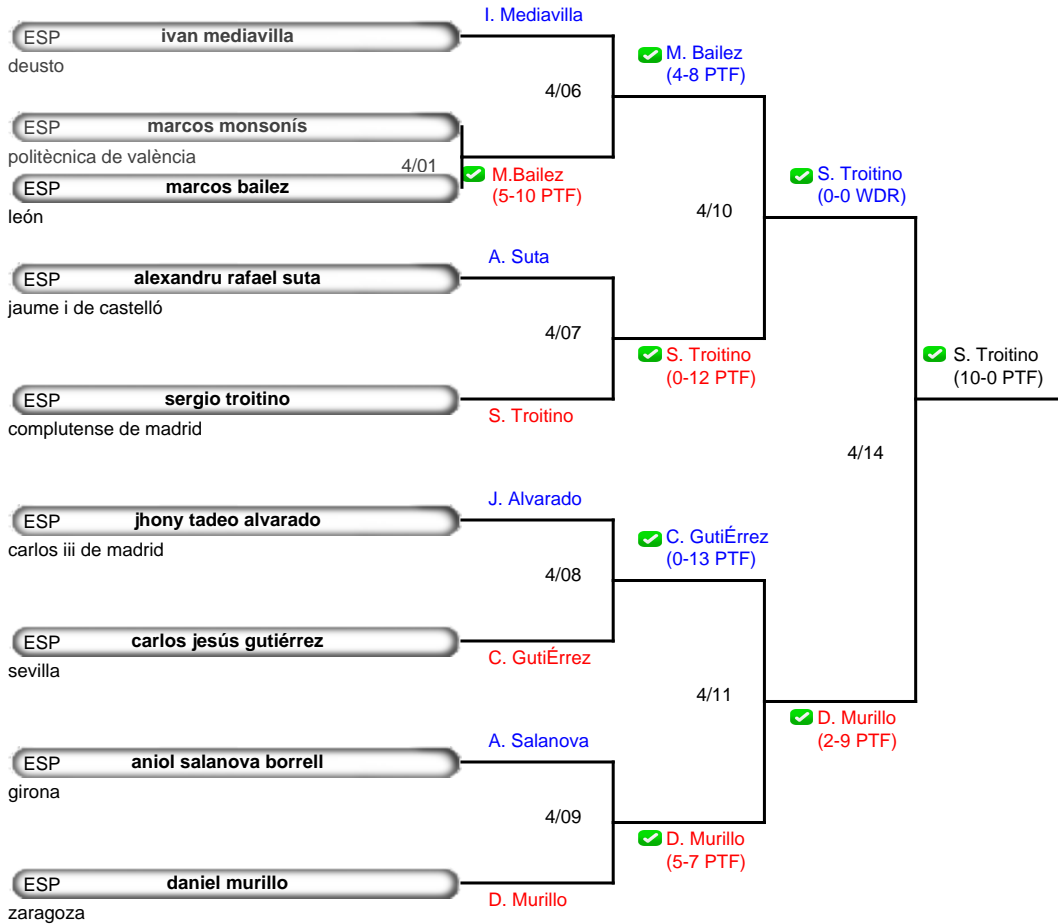 I. Mediavilla
ESP ivan mediavilla
deusto
M. Bailez
(4-8 PTF)
4/06
ESP marcos monsonís
politècnica de valència
4/01
M.Bailez
(5-10 PTF)
ESP marcos bailez
león
S. Troitino
(0-0 WDR)
4/10
A. Suta
ESP alexandru rafael suta
jaume i de castelló
4/07
S. Troitino
(0-12 PTF)
S. Troitino
(10-0 PTF)
ESP sergio troitino
complutense de madrid
S. Troitino
4/14
J. Alvarado
ESP jhony tadeo alvarado
carlos iii de madrid
C. GutiÉrrez
(0-13 PTF)
4/08
ESP carlos jesús gutiérrez
sevilla
C. GutiÉrrez
4/11
D. Murillo
(2-9 PTF)
A. Salanova
ESP aniol salanova borrell
girona
4/09
D. Murillo
(5-7 PTF)
ESP daniel murillo
zaragoza
D. Murillo